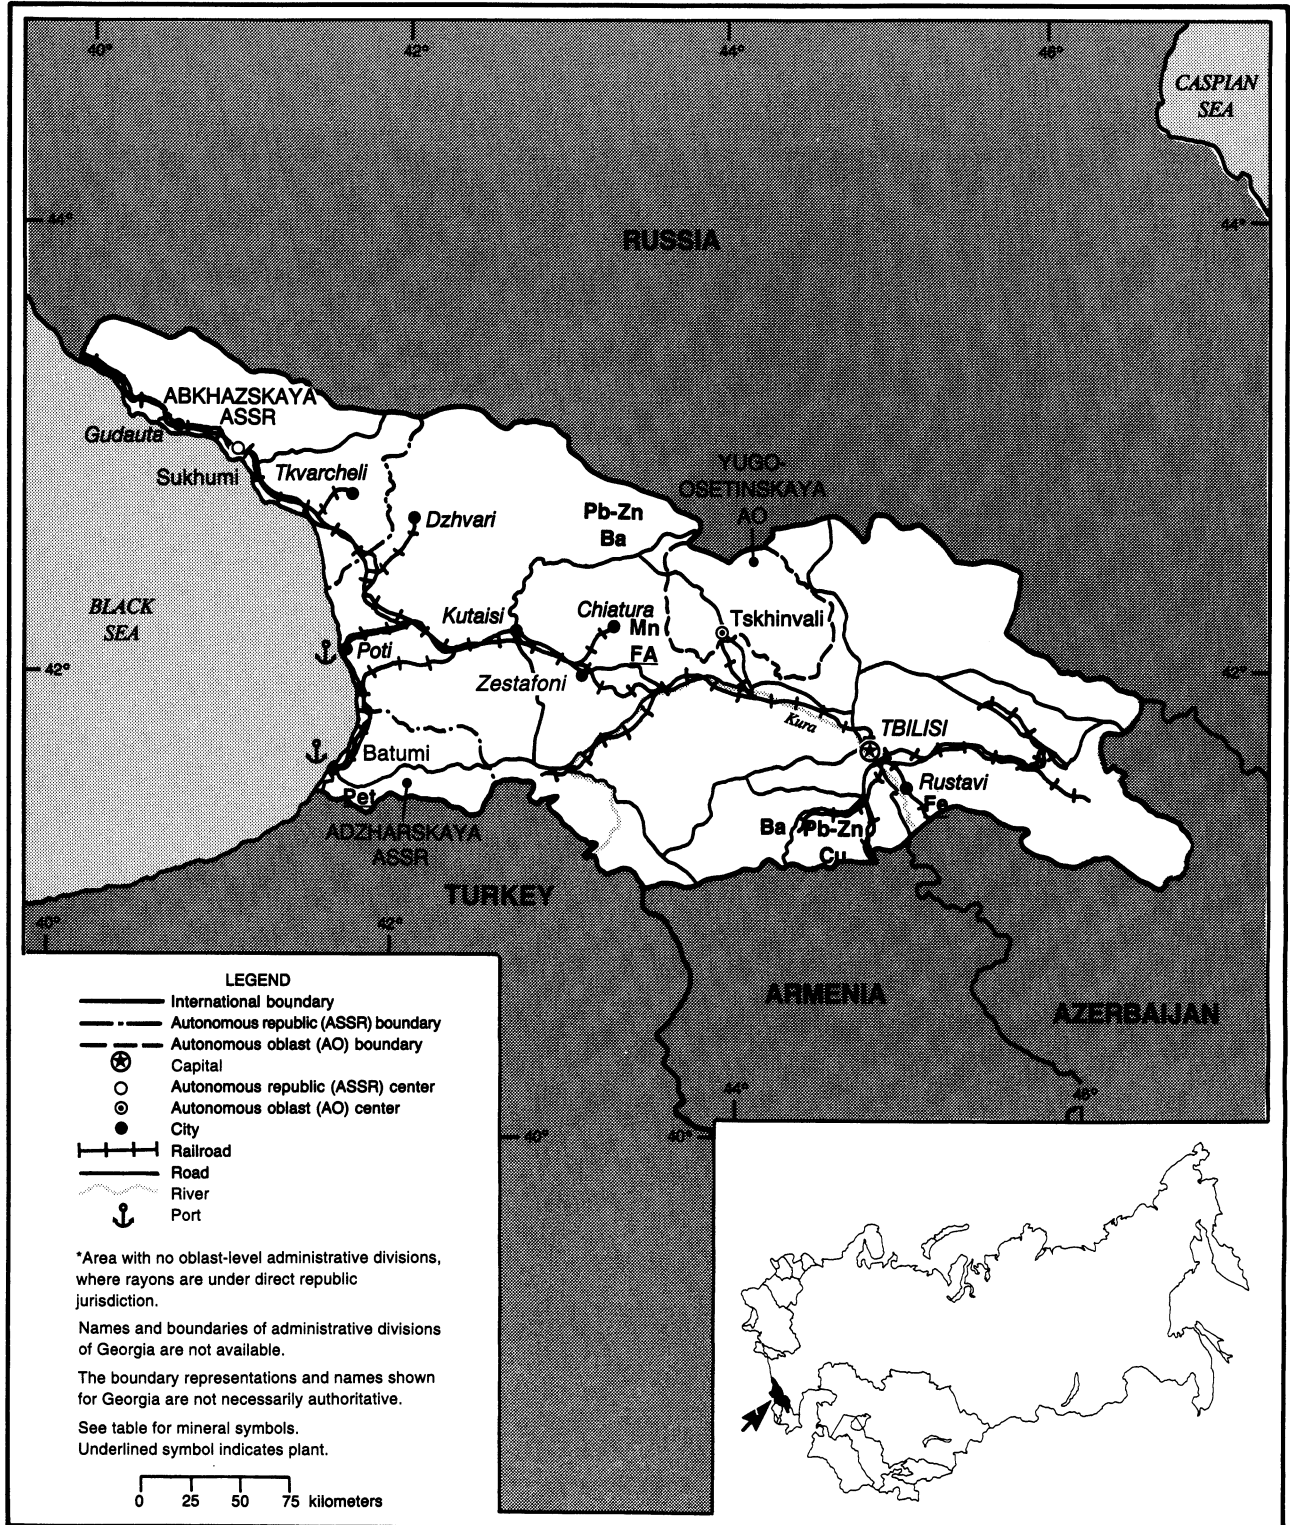 40°
42°
44°
46°
CASPIAN
SEA
44°
44°
RUSSIA
ABKHAZSKAYA
ASSR
Gudauta
Sukhumi
Tkvarcheli
Dzhvari
Pb-Zn
Ba
YUGO-
OSETINSKAYA
AO
BLACK
SEA
Kutaisi
Chiatura
Mn
FA
Tskhinvali
Poti
42°
42°
Zestafoni
Kura
TBILISI
Batumi
Rustavi
Pet
Fe
ADZHARSKAYA
ASSR
Ba
Pb-Zn
Cu
TURKEY
40°
42°
ARMENIA
AZERBAIJAN
44°
46°
40°
40°
LEGEND
International boundary
Autonomous republic (ASSR) boundary
Autonomous oblast (AO) boundary
Capital
Autonomous republic (ASSR) center
Autonomous oblast (AO) center
City
Railroad
Road
River
Port
*Area with no oblast-level administrative divisions,
where rayons are under direct republic
jurisdiction.
Names and boundaries of administrative divisions
of Georgia are not available.
The boundary representations and names shown
for Georgia are not necessarily authoritative.
See table for mineral symbols.
Underlined symbol indicates plant.
0 25 50 75 kilometers